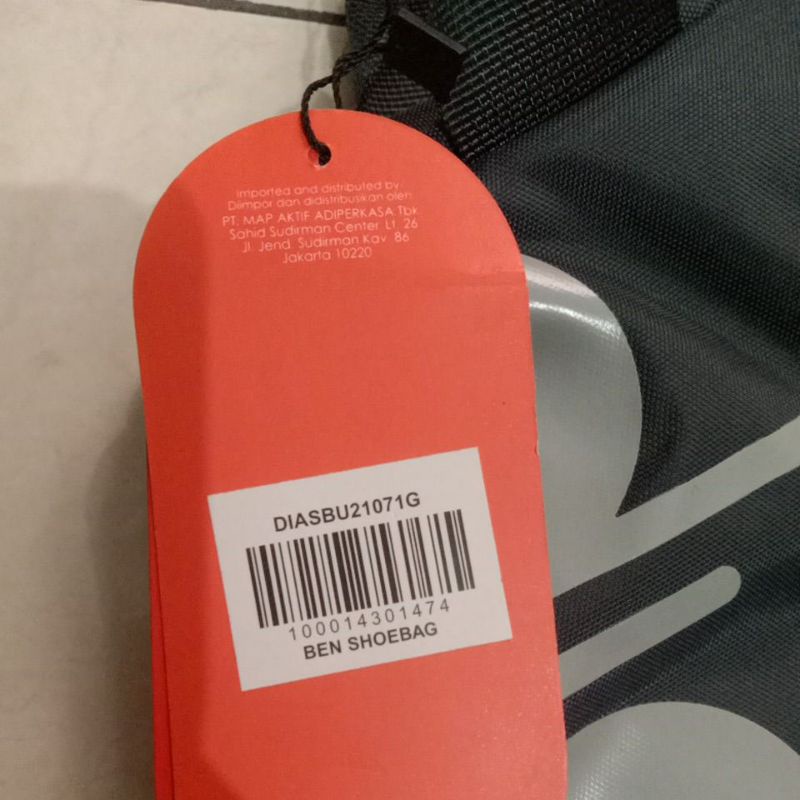 Imported and distributed by:
Diimpor dan didistribusikan oleh:
PT. MAP AKTIF ADIPERKASA Tbk
Sahid Sudirman Center Lt. 26
Jl. Jend. Sudirman Kav. 86
Jakarta 10220
DIASBU21071G
100014301474
BEN SHOEBAG